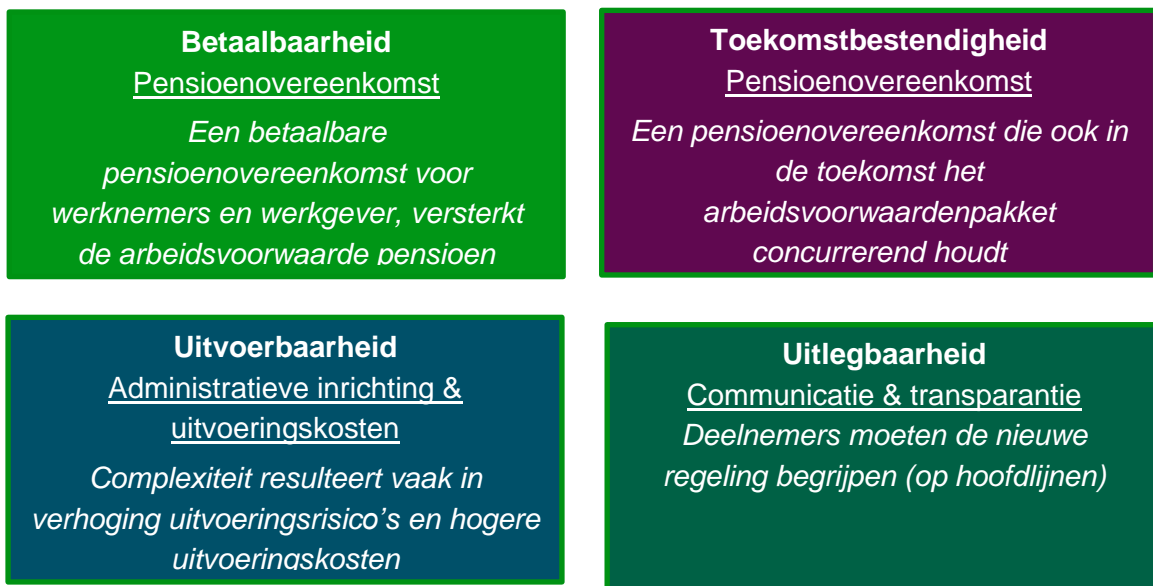 Betaalbaarheid
Pensioenovereenkomst
Een betaalbare
pensioenovereenkomst voor
werknemers en werkgever, versterkt
de arbeidsvoorwaarde pensioen
Toekomstbestendigheid
Pensioenovereenkomst
Een pensioenovereenkomst die ook in
de toekomst het
arbeidsvoorwaardenpakket
concurrerend houdt
Uitvoerbaarheid
Administratieve inrichting &
uitvoeringskosten
Complexiteit resulteert vaak in
verhoging uitvoeringsrisico’s en hogere
uitvoeringskosten
Uitlegbaarheid
Communicatie & transparantie
Deelnemers moeten de nieuwe
regeling begrijpen (op hoofdlijnen)